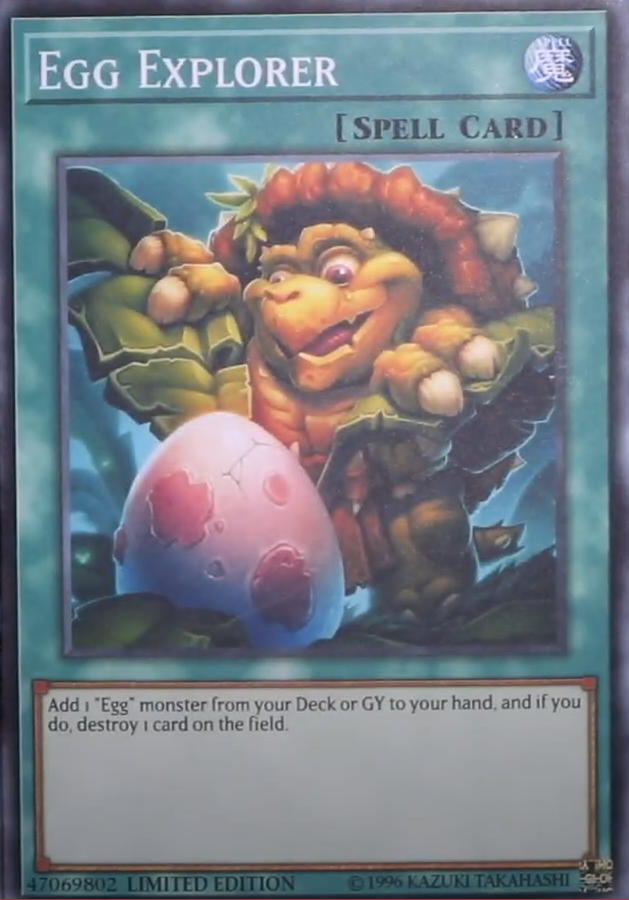 EGG EXPLORER
SPELL
魔
[SPELL CARD]
Add 1 "Egg" monster from your Deck or GY to your hand, and if you
do, destroy 1 card on the field.
47069802 LIMITED EDITION ©1996 KAZUKI TAKAHASHI